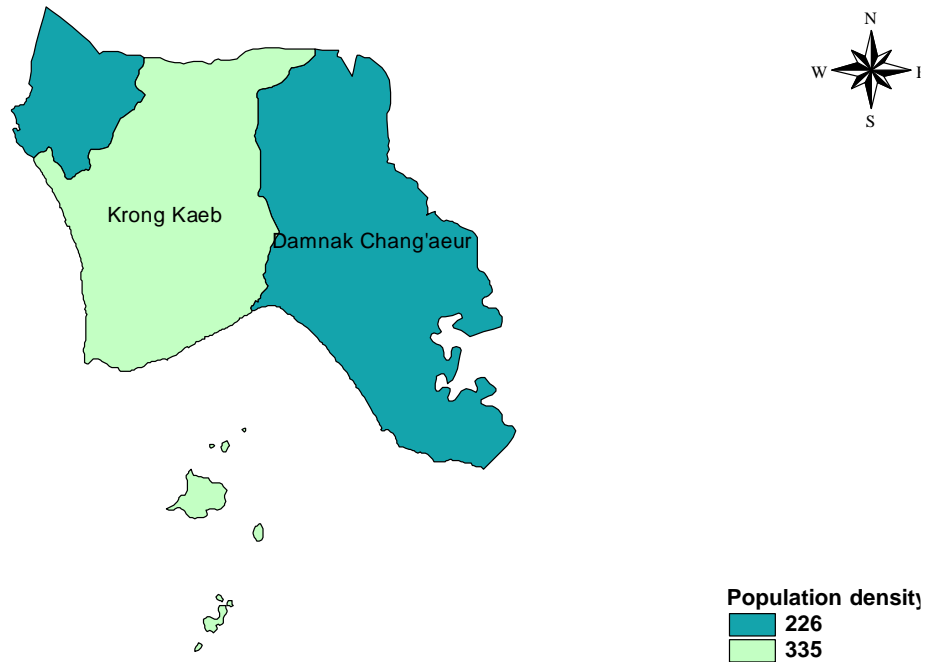 N
W
S
Krong Kaeb
Damnak Chang'aeur
Population density
226
335